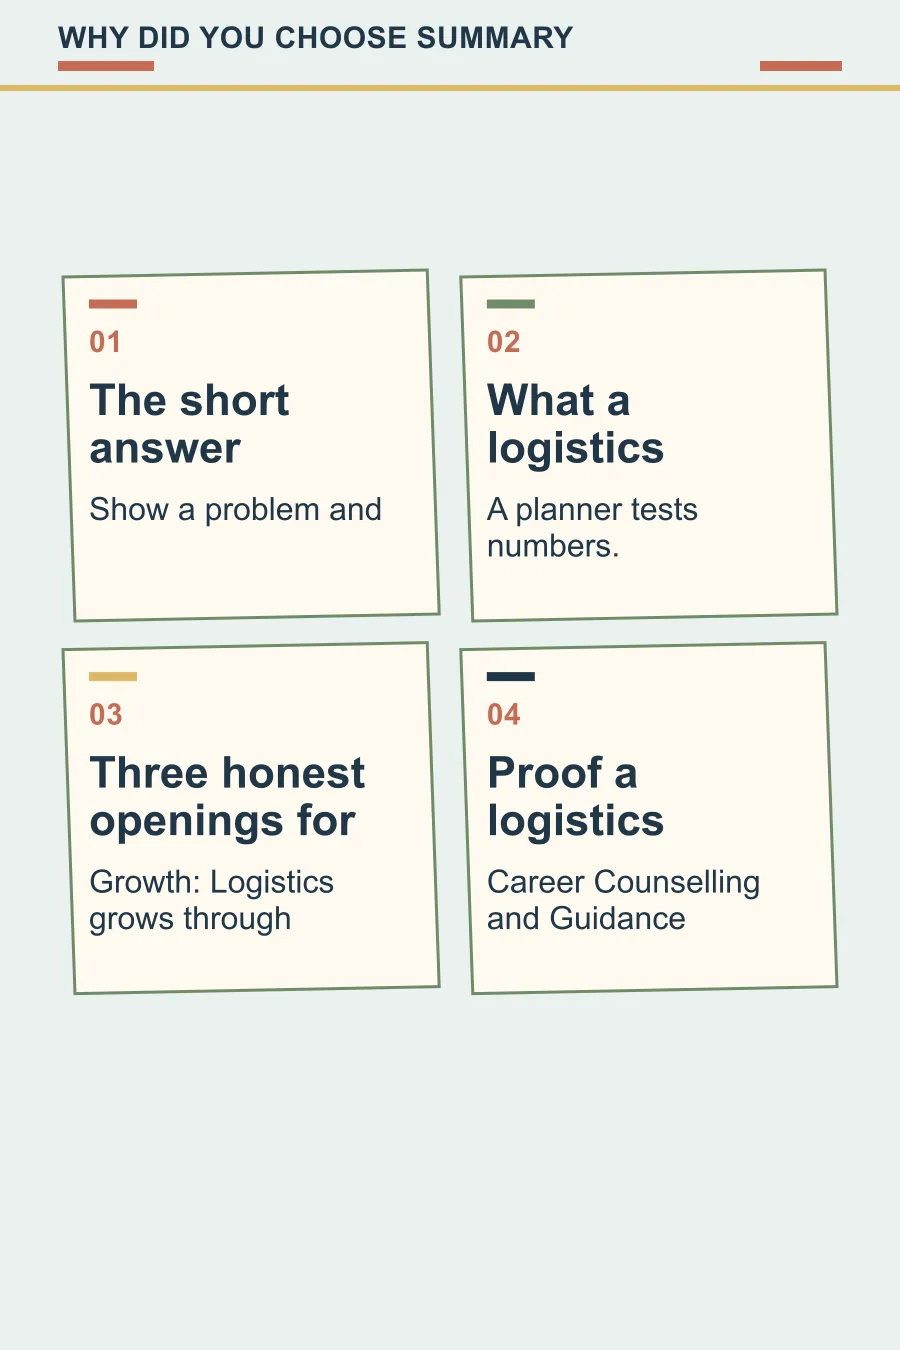 WHY DID YOU CHOOSE SUMMARY
01
The short
answer
Show a problem and
02
What a
logistics
A planner tests
numbers.
03
Three honest
openings for
Growth: Logistics
grows through
04
Proof of a
logistics
Career Counselling
and Guidance